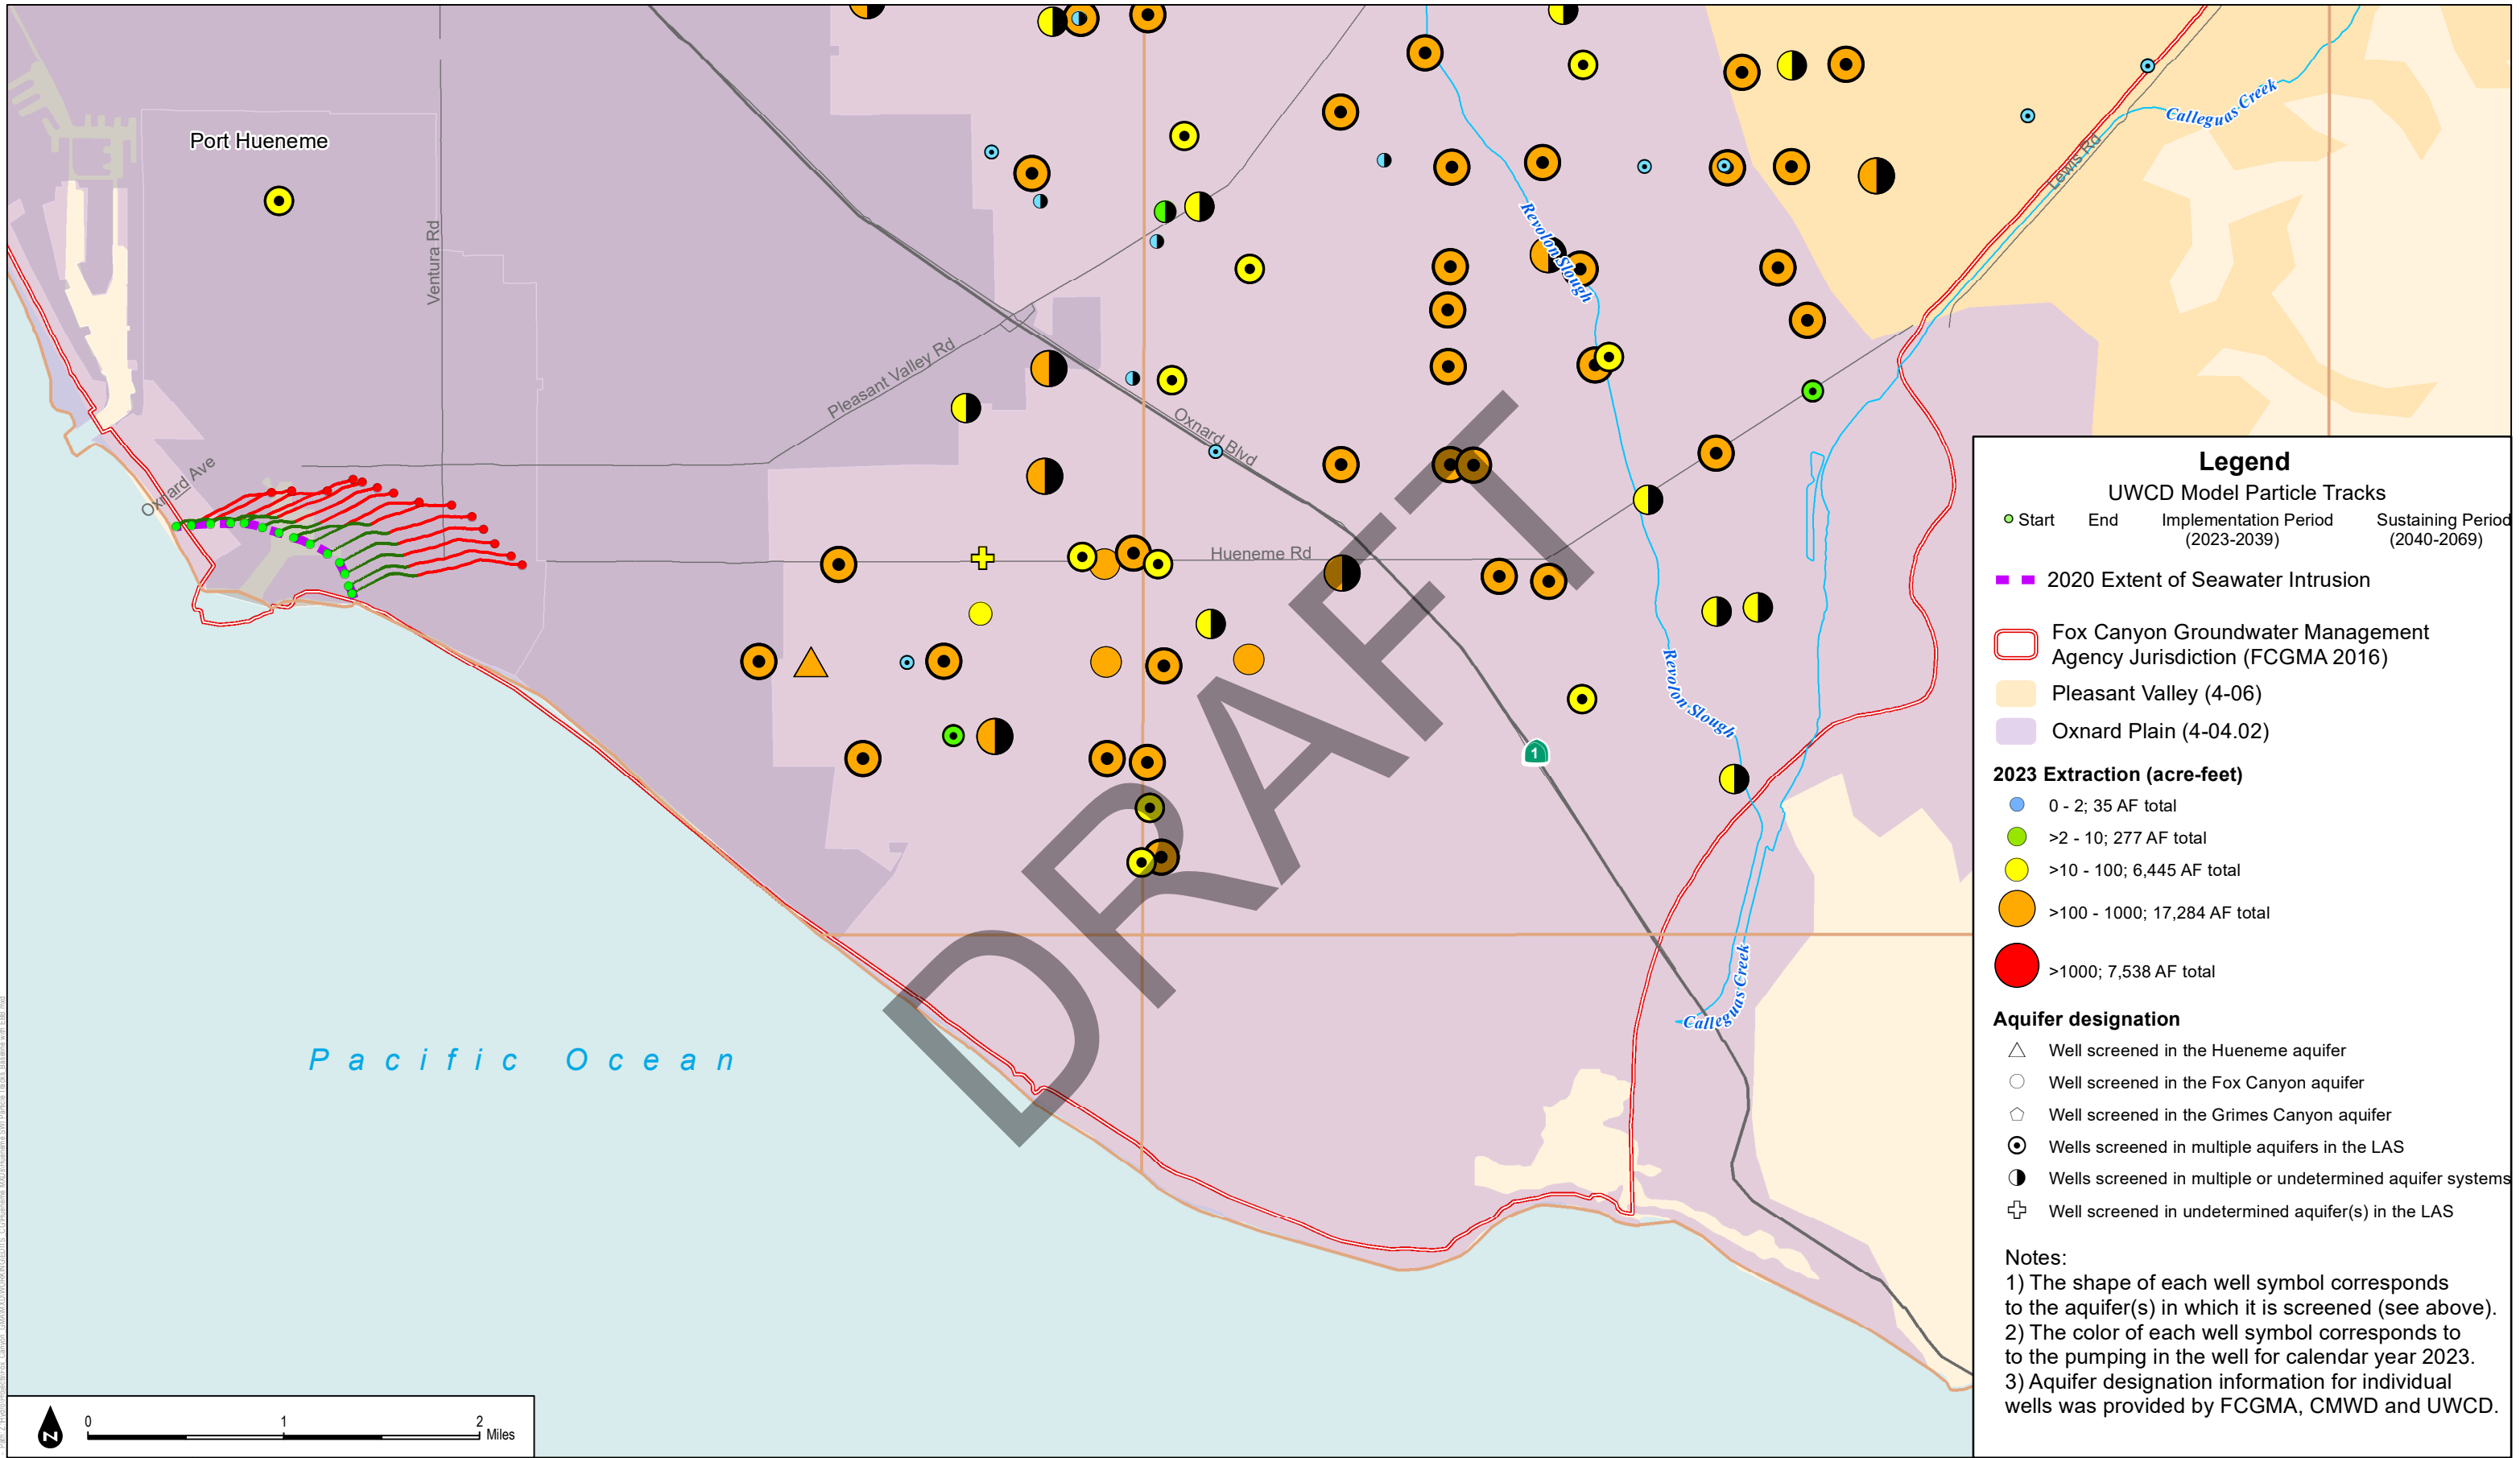 Port Hueneme
Ventura Rd
Pleasant Valley Rd
Oxnard Blvd
Oxnard Ave
Hueneme Rd
Lewis Rd
Calleguas Creek
Revolon Slough
Revolon Slough
1
Calleguas Creek
Pacific Ocean
DRAFT
N
0 1 2
Miles
Legend
UWCD Model Particle Tracks
Start End Implementation Period Sustaining Period
(2023-2039) (2040-2069)
2020 Extent of Seawater Intrusion
Fox Canyon Groundwater Management
Agency Jurisdiction (FCGMA 2016)
Pleasant Valley (4-06)
Oxnard Plain (4-04.02)
2023 Extraction (acre-feet)
0 - 2; 35 AF total
>2 - 10; 277 AF total
>10 - 100; 6,445 AF total
>100 - 1000; 17,284 AF total
>1000; 7,538 AF total
Aquifer designation
Well screened in the Hueneme aquifer
Well screened in the Fox Canyon aquifer
Well screened in the Grimes Canyon aquifer
Wells screened in multiple aquifers in the LAS
Wells screened in multiple or undetermined aquifer systems
Well screened in undetermined aquifer(s) in the LAS
Notes:
1) The shape of each well symbol corresponds
to the aquifer(s) in which it is screened (see above).
2) The color of each well symbol corresponds to
to the pumping in the well for calendar year 2023.
3) Aquifer designation information for individual
wells was provided by FCGMA, CMWD and UWCD.